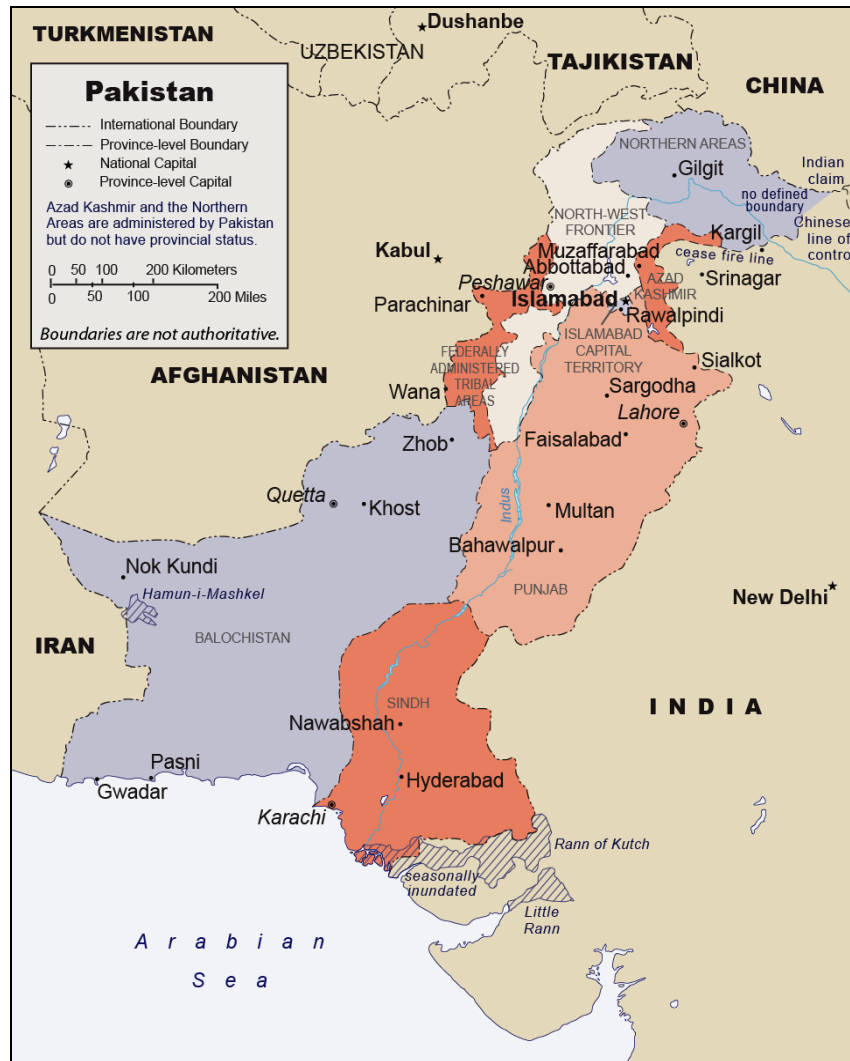 TURKMENISTAN
UZBEKISTAN
Dushanbe
TAJIKISTAN
CHINA
Pakistan
International Boundary
Province-level Boundary
National Capital
Province-level Capital
Azad Kashmir and the Northern
Areas are administered by Pakistan
but do not have provincial status.
0 50 100 200 Kilometers
0 50 100 200 Miles
Boundaries are not authoritative.
NORTHERN AREAS
Gilgit
Indian
claim
no defined
boundary
Chinese
line of
control
NORTH-WEST
FRONTIER
Kargil
cease fire line
Kabul
Muzaffarabad
Abbottabad
Peshawar
AZAD
KASHMIR
Srinagar
Islamabad
Parachinar
Rawalpindi
ISLAMABAD
CAPITAL
TERRITORY
FEDERALLY
ADMINISTERED
TRIBAL
AREAS
AFGHANISTAN
Sialkot
Wana
Sargodha
Lahore
Zhob
Faisalabad
Quetta
Khost
Indus
Multan
Bahawalpur
Nok Kundi
Hamun-i-Mashkel
PUNJAB
New Delhi
IRAN
BALOCHISTAN
SINDH
INDIA
Nawabshah
Pasni
Gwadar
Hyderabad
Karachi
Rann of Kutch
seasonally
inundated
Little
Rann
Arabian
Sea